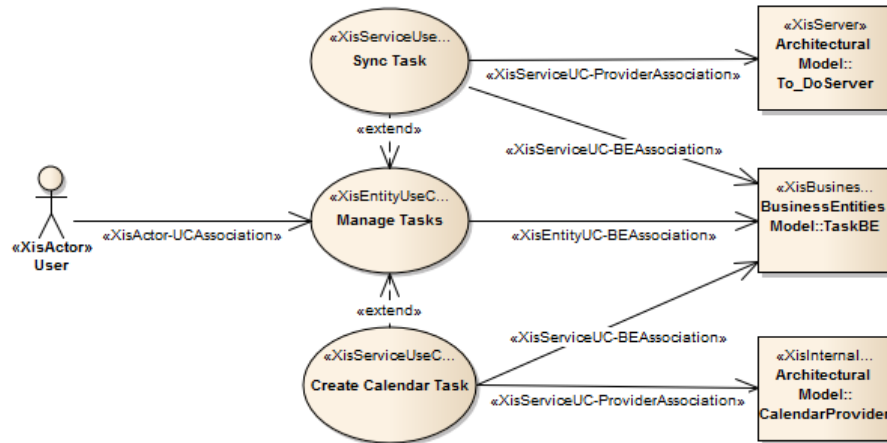 «XisServiceUse...
Sync Task
«XisServer»
Architectural
Model::
To_DoServer
«XisServiceUC-ProviderAssociation»
«extend»
«XisServiceUC-BEAssociation»
«XisEntityUseC...
Manage Tasks
«XisBusines...
BusinessEntities
Model::TaskBE
«XisActor-UCAssociation»
«XisEntityUC-BEAssociation»
«XisActor»
User
«extend»
«XisServiceUC-BEAssociation»
«XisServiceUseC...
Create Calendar Task
«XisInternal...
Architectural
Model::
CalendarProvider
«XisServiceUC-ProviderAssociation»